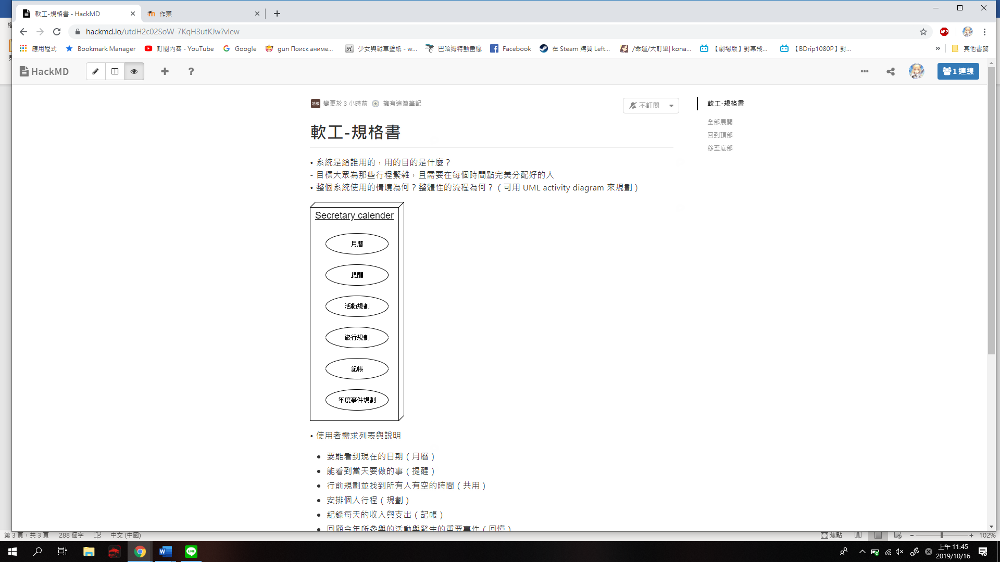 軟工-規格書 - HackMD
作業
hackmd.io/utdH2c02SoW-7KqH3utKJw?view
ABP
應用程式
Bookmark Manager
訂閱內容 - YouTube
Google
gun Поиск аниме...
少女與戰車壁紙 - w...
巴哈姆特動畫瘋
Facebook
在 Steam 購買 Left...
/命運/大訂單| kona...
【劇場版】對某飛...
【BDrip1080P】對...
»
其他書籤
HackMD
?
1 連線
變更於 3 小時前
擁有這篇筆記
不訂閱
軟工-規格書
全部展開
回到頂部
移至底部
軟工-規格書
• 系統是給誰用的，用的目的是什麼？
- 目標大眾為那些行程繁雜，且需要在每個時間點完美分配好的人
• 整個系統使用的情境為何？整體性的流程為何？（可用 UML activity diagram 來規劃）
Secretary calender
月曆
提醒
活動規劃
旅行規劃
記帳
年度事件規劃
• 使用者需求列表與說明
• 要能看到現在的日期（月曆）
• 能看到當天要做的事（提醒）
• 行前規劃並找到所有人有空的時間（共用）
• 安排個人行程（規劃）
• 紀錄每天的收入與支出（記帳）
• 回顧今年所參與的活動與發生的重要事件（回憶）
第 3 頁，共 3 頁
288 個字
中文 (中國)
焦點
102%
LINE
上午 11:45
2019/10/16